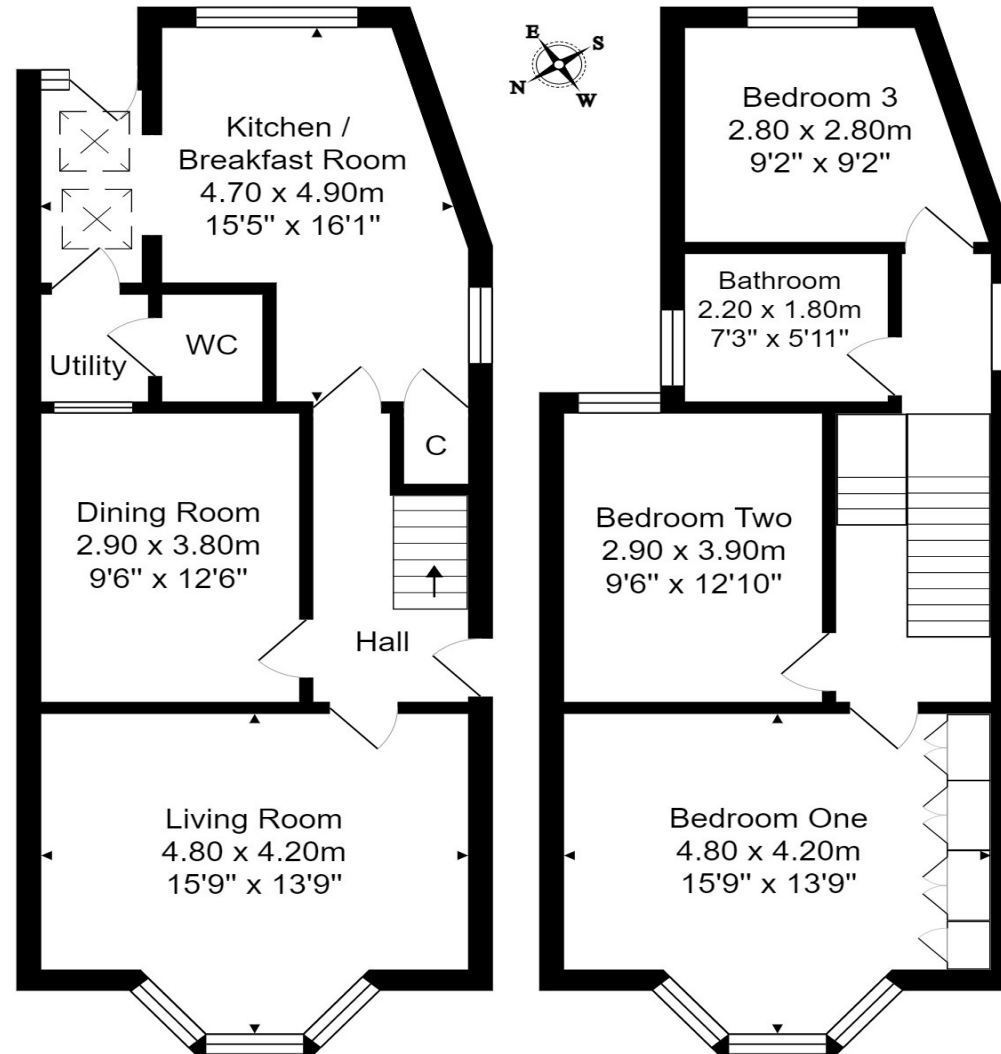 E
S
N
W
Kitchen /
Breakfast Room
4.70 x 4.90m
15'5" x 16'1"
Utility
WC
C
Dining Room
2.90 x 3.80m
9'6" x 12'6"
Hall
Living Room
4.80 x 4.20m
15'9" x 13'9"
Bedroom 3
2.80 x 2.80m
9'2" x 9'2"
Bathroom
2.20 x 1.80m
7'3" x 5'11"
Bedroom Two
2.90 x 3.90m
9'6" x 12'10"
Bedroom One
4.80 x 4.20m
15'9" x 13'9"